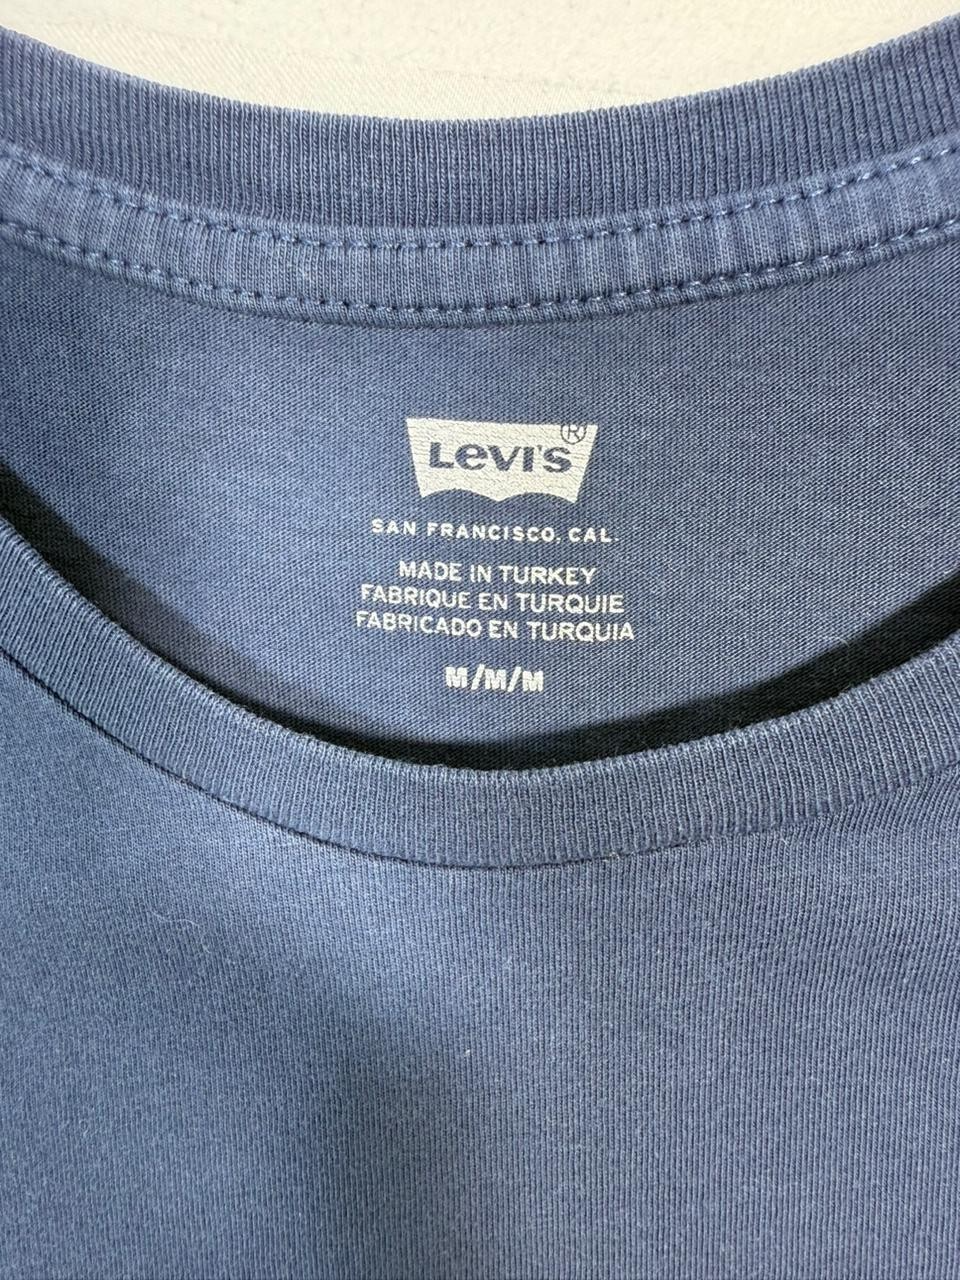 Levi's®
SAN FRANCISCO, CAL.
MADE IN TURKEY
FABRIQUE EN TURQUIE
FABRICADO EN TURQUIA
M/M/M